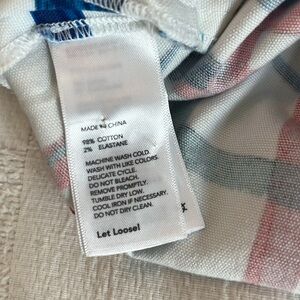 MADE IN CHINA
98% COTTON
2% ELASTANE
MACHINE WASH COLD.
WASH WITH LIKE COLORS.
DELICATE CYCLE.
DO NOT BLEACH.
REMOVE PROMPTLY.
TUMBLE DRY LOW.
COOL IRON IF NECESSARY.
DO NOT DRY CLEAN.
Let Loose!